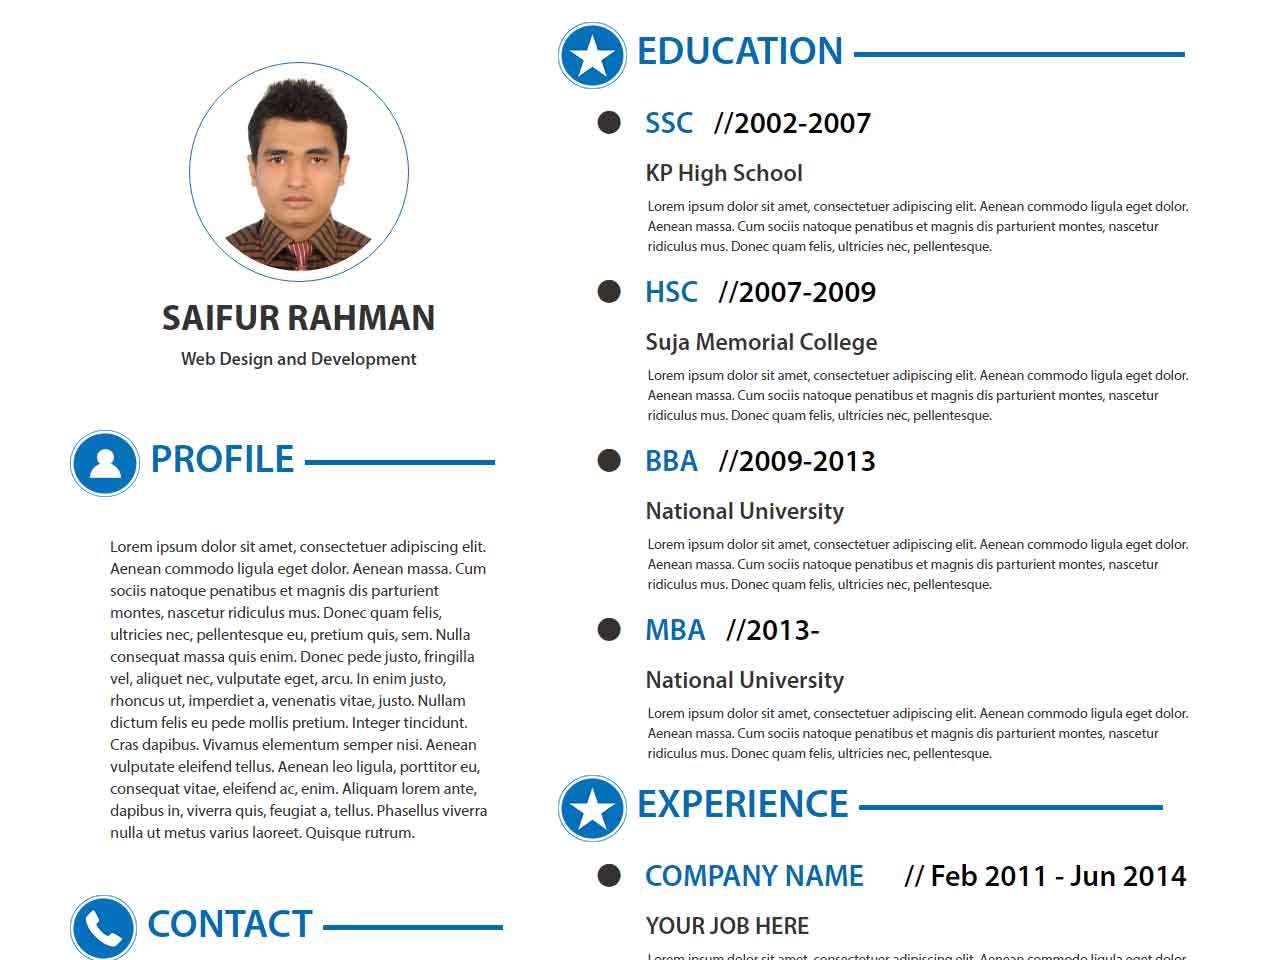 SAIFUR RAHMAN
Web Design and Development
PROFILE
Lorem ipsum dolor sit amet, consectetuer adipiscing elit.
Aenean commodo ligula eget dolor. Aenean massa. Cum
sociis natoque penatibus et magnis dis parturient
montes, nascetur ridiculus mus. Donec quam felis,
ultricies nec, pellentesque eu, pretium quis, sem. Nulla
consequat massa quis enim. Donec pede justo, fringilla
vel, aliquet nec, vulputate eget, arcu. In enim justo,
rhoncus ut, imperdiet a, venenatis vitae, justo. Nullam
dictum felis eu pede mollis pretium. Integer tincidunt.
Cras dapibus. Vivamus elementum semper nisi. Aenean
vulputate eleifend tellus. Aenean leo ligula, porttitor eu,
consequat vitae, eleifend ac, enim. Aliquam lorem ante,
dapibus in, viverra quis, feugiat a, tellus. Phasellus viverra
nulla ut metus varius laoreet. Quisque rutrum.
CONTACT
EDUCATION
SSC //2002-2007
KP High School
Lorem ipsum dolor sit amet, consectetuer adipiscing elit. Aenean commodo ligula eget dolor.
Aenean massa. Cum sociis natoque penatibus et magnis dis parturient montes, nascetur
ridiculus mus. Donec quam felis, ultricies nec, pellentesque.
HSC //2007-2009
Suja Memorial College
Lorem ipsum dolor sit amet, consectetuer adipiscing elit. Aenean commodo ligula eget dolor.
Aenean massa. Cum sociis natoque penatibus et magnis dis parturient montes, nascetur
ridiculus mus. Donec quam felis, ultricies nec, pellentesque.
BBA //2009-2013
National University
Lorem ipsum dolor sit amet, consectetuer adipiscing elit. Aenean commodo ligula eget dolor.
Aenean massa. Cum sociis natoque penatibus et magnis dis parturient montes, nascetur
ridiculus mus. Donec quam felis, ultricies nec, pellentesque.
MBA //2013-
National University
Lorem ipsum dolor sit amet, consectetuer adipiscing elit. Aenean commodo ligula eget dolor.
Aenean massa. Cum sociis natoque penatibus et magnis dis parturient montes, nascetur
ridiculus mus. Donec quam felis, ultricies nec, pellentesque.
EXPERIENCE
COMPANY NAME // Feb 2011 - Jun 2014
YOUR JOB HERE